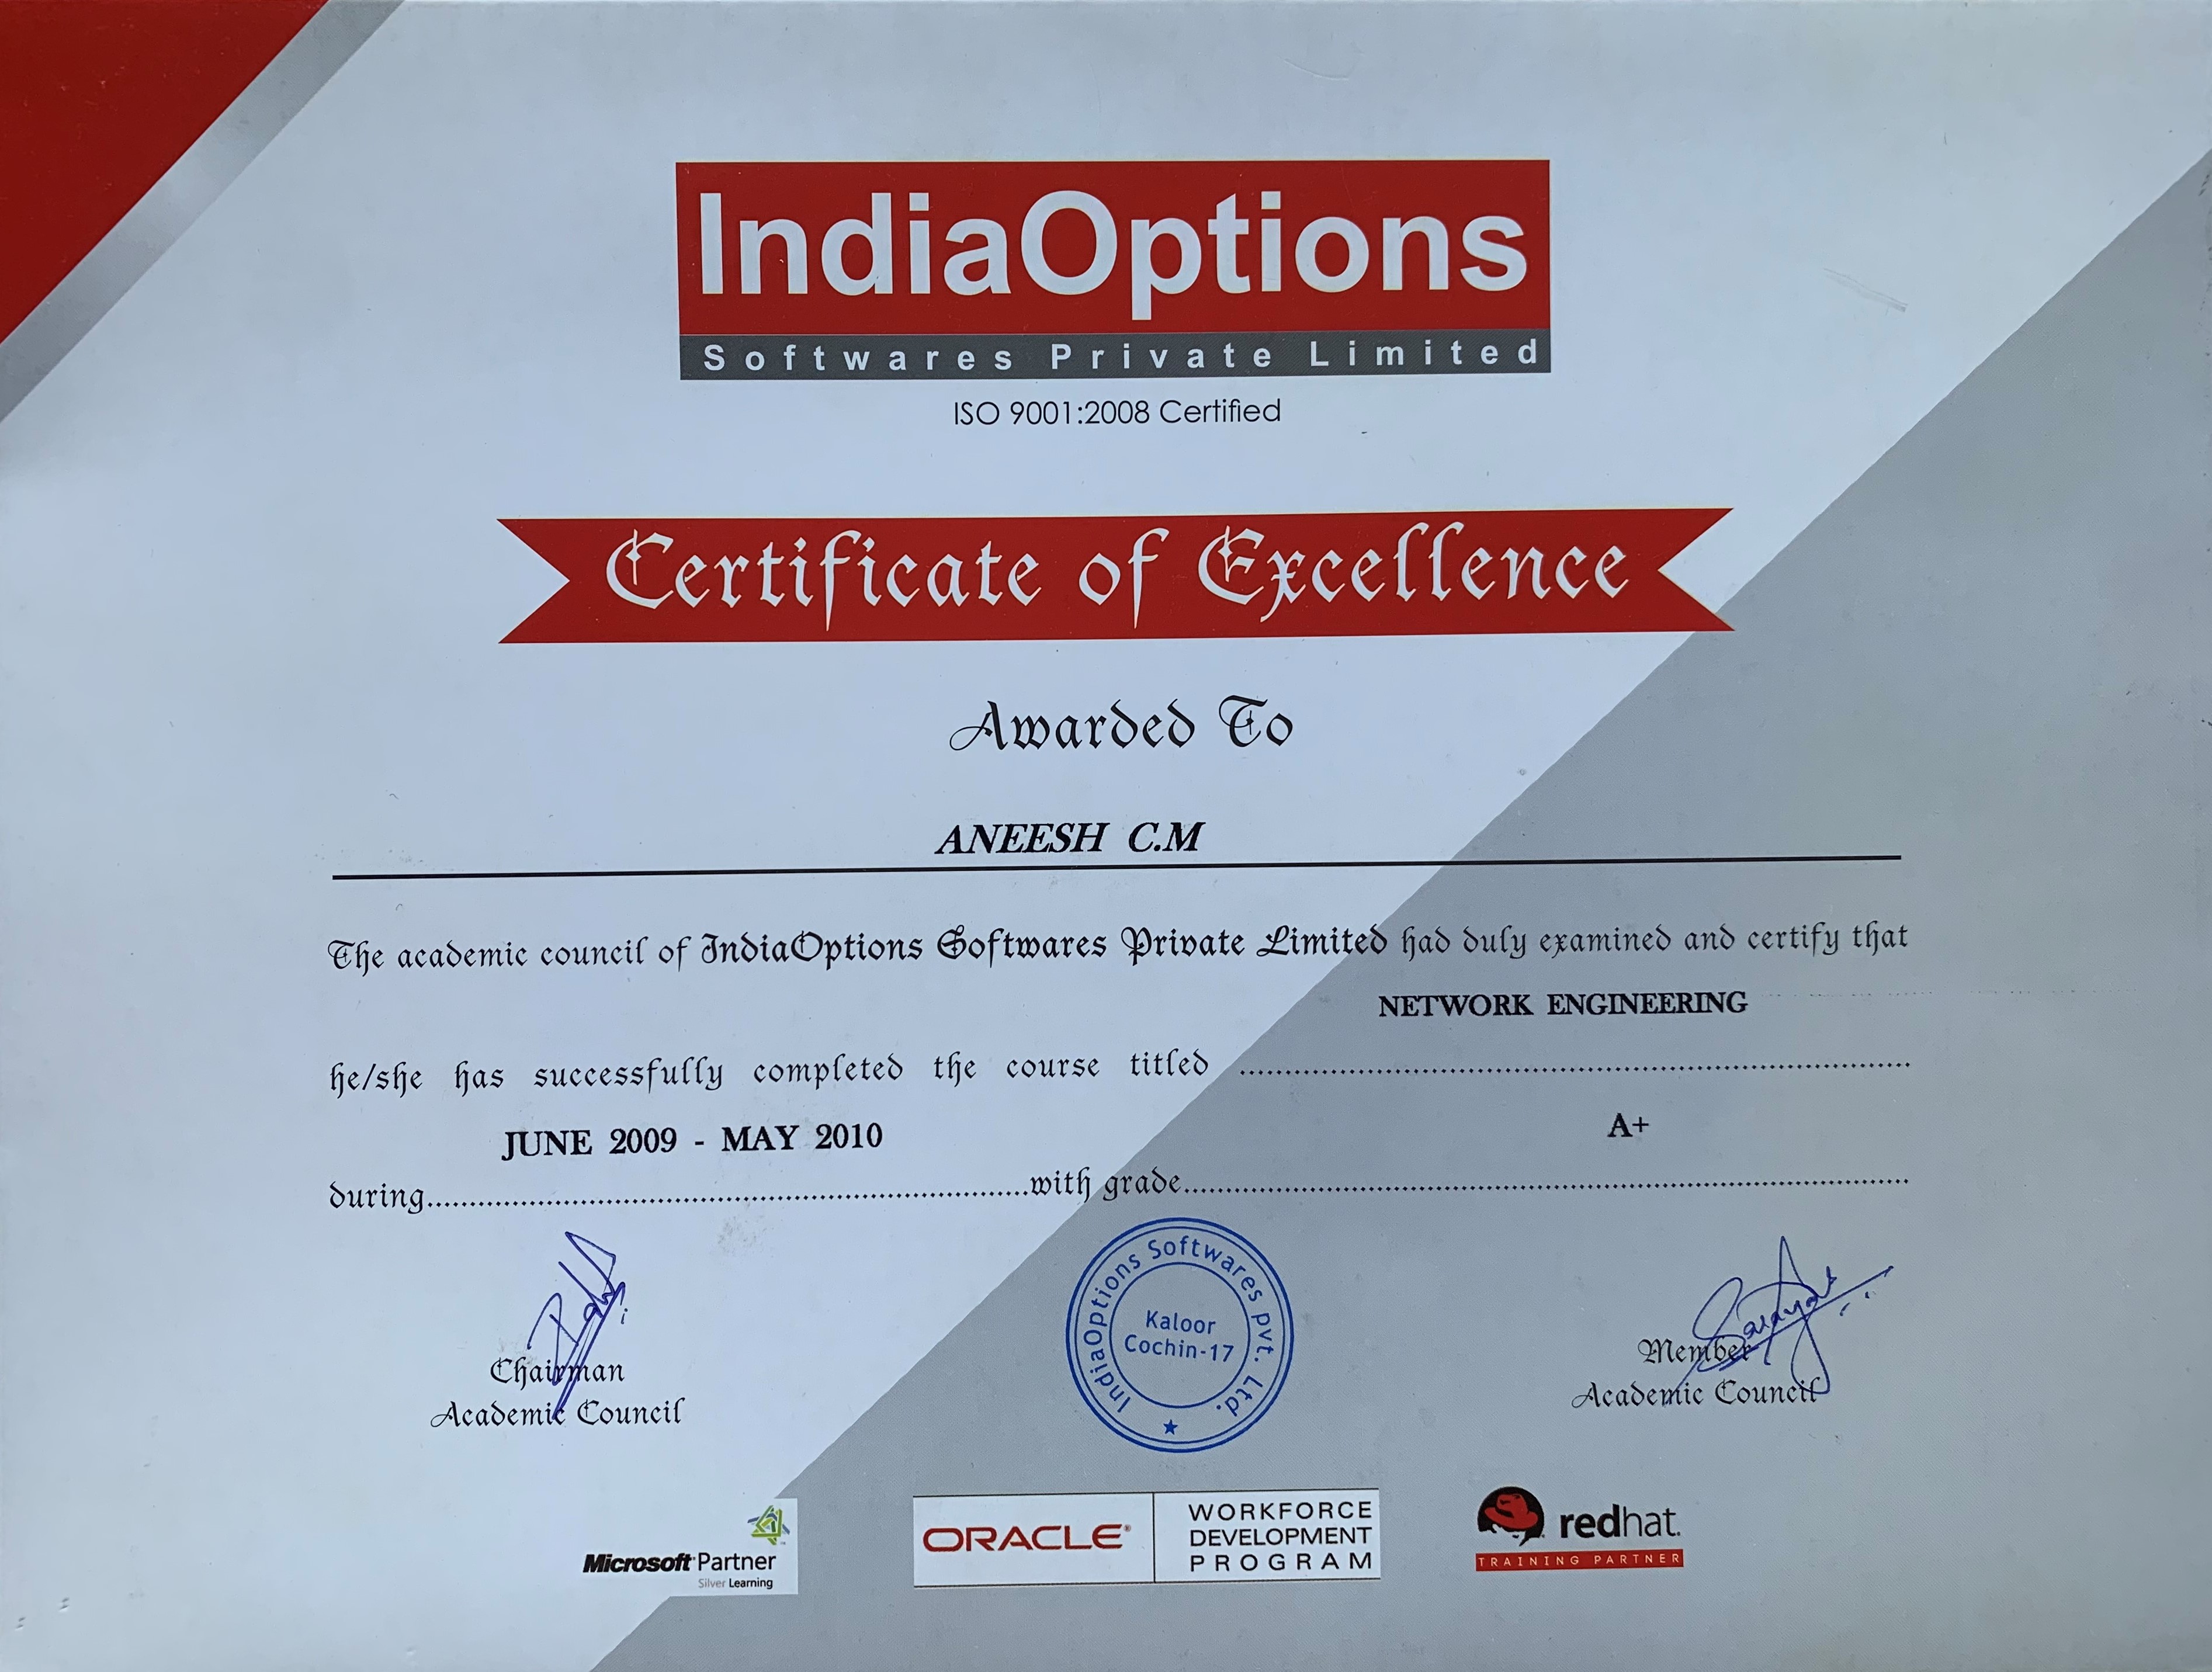 IndiaOptions
Softwares Private Limited
ISO 9001:2008 Certified
Certificate of Excellence
Awarded To
ANEESH C.M
The academic council of IndiaOptions Softwares Private Limited had duly examined and certify that
NETWORK ENGINEERING
he/she has successfully completed the course titled ........................................
JUNE 2009 - MAY 2010
A+
during........................................with grade........................................
Chairman
Academic Council
IndiaOptions Softwares pvt. Ltd.
Kaloor
Cochin-17
Member
Academic Council
Microsoft Partner
Silver Learning
ORACLE®
WORKFORCE
DEVELOPMENT
PROGRAM
redhat.
TRAINING PARTNER